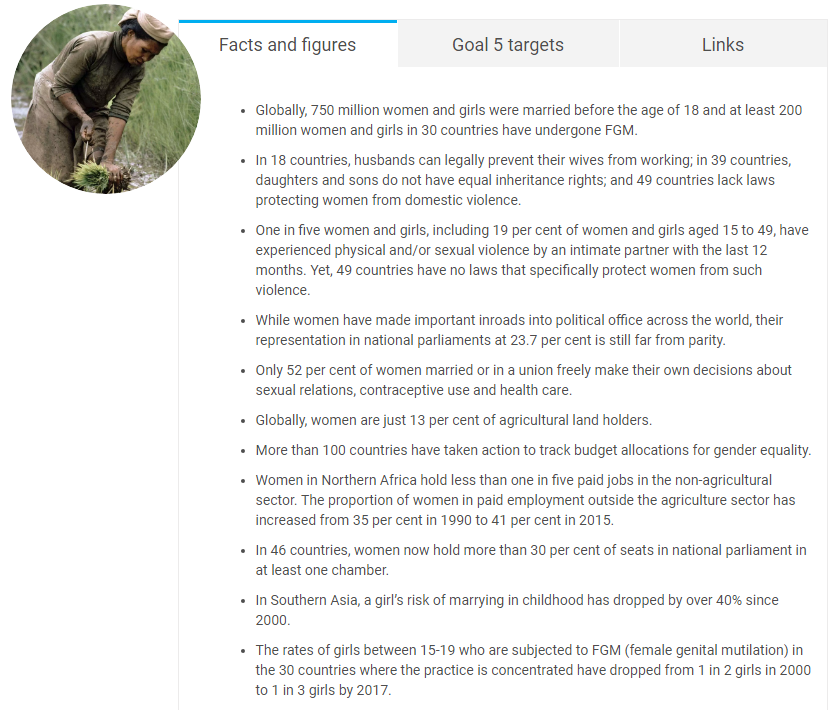 Facts and figures
Goal 5 targets
Links
• Globally, 750 million women and girls were married before the age of 18 and at least 200
million women and girls in 30 countries have undergone FGM.
• In 18 countries, husbands can legally prevent their wives from working; in 39 countries,
daughters and sons do not have equal inheritance rights; and 49 countries lack laws
protecting women from domestic violence.
• One in five women and girls, including 19 per cent of women and girls aged 15 to 49, have
experienced physical and/or sexual violence by an intimate partner with the last 12
months. Yet, 49 countries have no laws that specifically protect women from such
violence.
• While women have made important inroads into political office across the world, their
representation in national parliaments at 23.7 per cent is still far from parity.
• Only 52 per cent of women married or in a union freely make their own decisions about
sexual relations, contraceptive use and health care.
• Globally, women are just 13 per cent of agricultural land holders.
• More than 100 countries have taken action to track budget allocations for gender equality.
• Women in Northern Africa hold less than one in five paid jobs in the non-agricultural
sector. The proportion of women in paid employment outside the agriculture sector has
increased from 35 per cent in 1990 to 41 per cent in 2015.
• In 46 countries, women now hold more than 30 per cent of seats in national parliament in
at least one chamber.
• In Southern Asia, a girl’s risk of marrying in childhood has dropped by over 40% since
2000.
• The rates of girls between 15-19 who are subjected to FGM (female genital mutilation) in
the 30 countries where the practice is concentrated have dropped from 1 in 2 girls in 2000
to 1 in 3 girls by 2017.